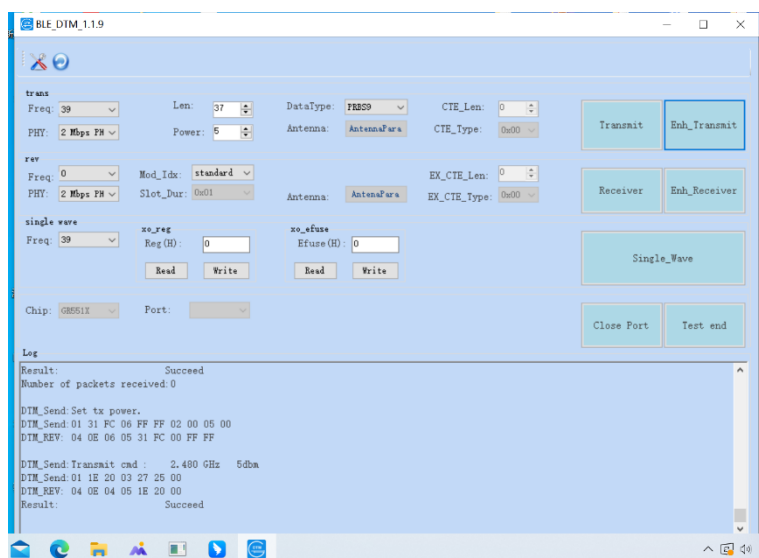 BLE_DTM_1.1.9
trans
Freq: 39 Len: 37 DataType: PRBS9 CTE_Len: 0
PHY: 2 Mbps PH Power: 5 Antenna: AntennaPara CTE_Type: 0x00
Transmit Enh_Transmit
rev
Freq: 0 Mod_Idx: standard EX_CTE_Len: 0
PHY: 2 Mbps PH Slot_Dur: 0x01 Antenna: AntenaPara EX_CTE_Type: 0x00
Receiver Enh_Receiver
single wave
Freq: 39
xo_reg
Reg(H): 0
Read Write
xo_efuse
Efuse(H): 0
Read Write
Single_Wave
Chip: GR551X Port:
Close Port Test end
Log
Result: Succeed
Number of packets received:0
DTM_Send:Set tx power.
DTM_Send:01 31 FC 06 FF FF 02 00 05 00
DTM_REV: 04 0E 06 05 31 FC 00 FF FF
DTM_Send:Transmit cmd : 2.480 GHz 5dbm
DTM_Send:01 1E 20 03 27 25 00
DTM_REV: 04 0E 04 05 1E 20 00
Result: Succeed